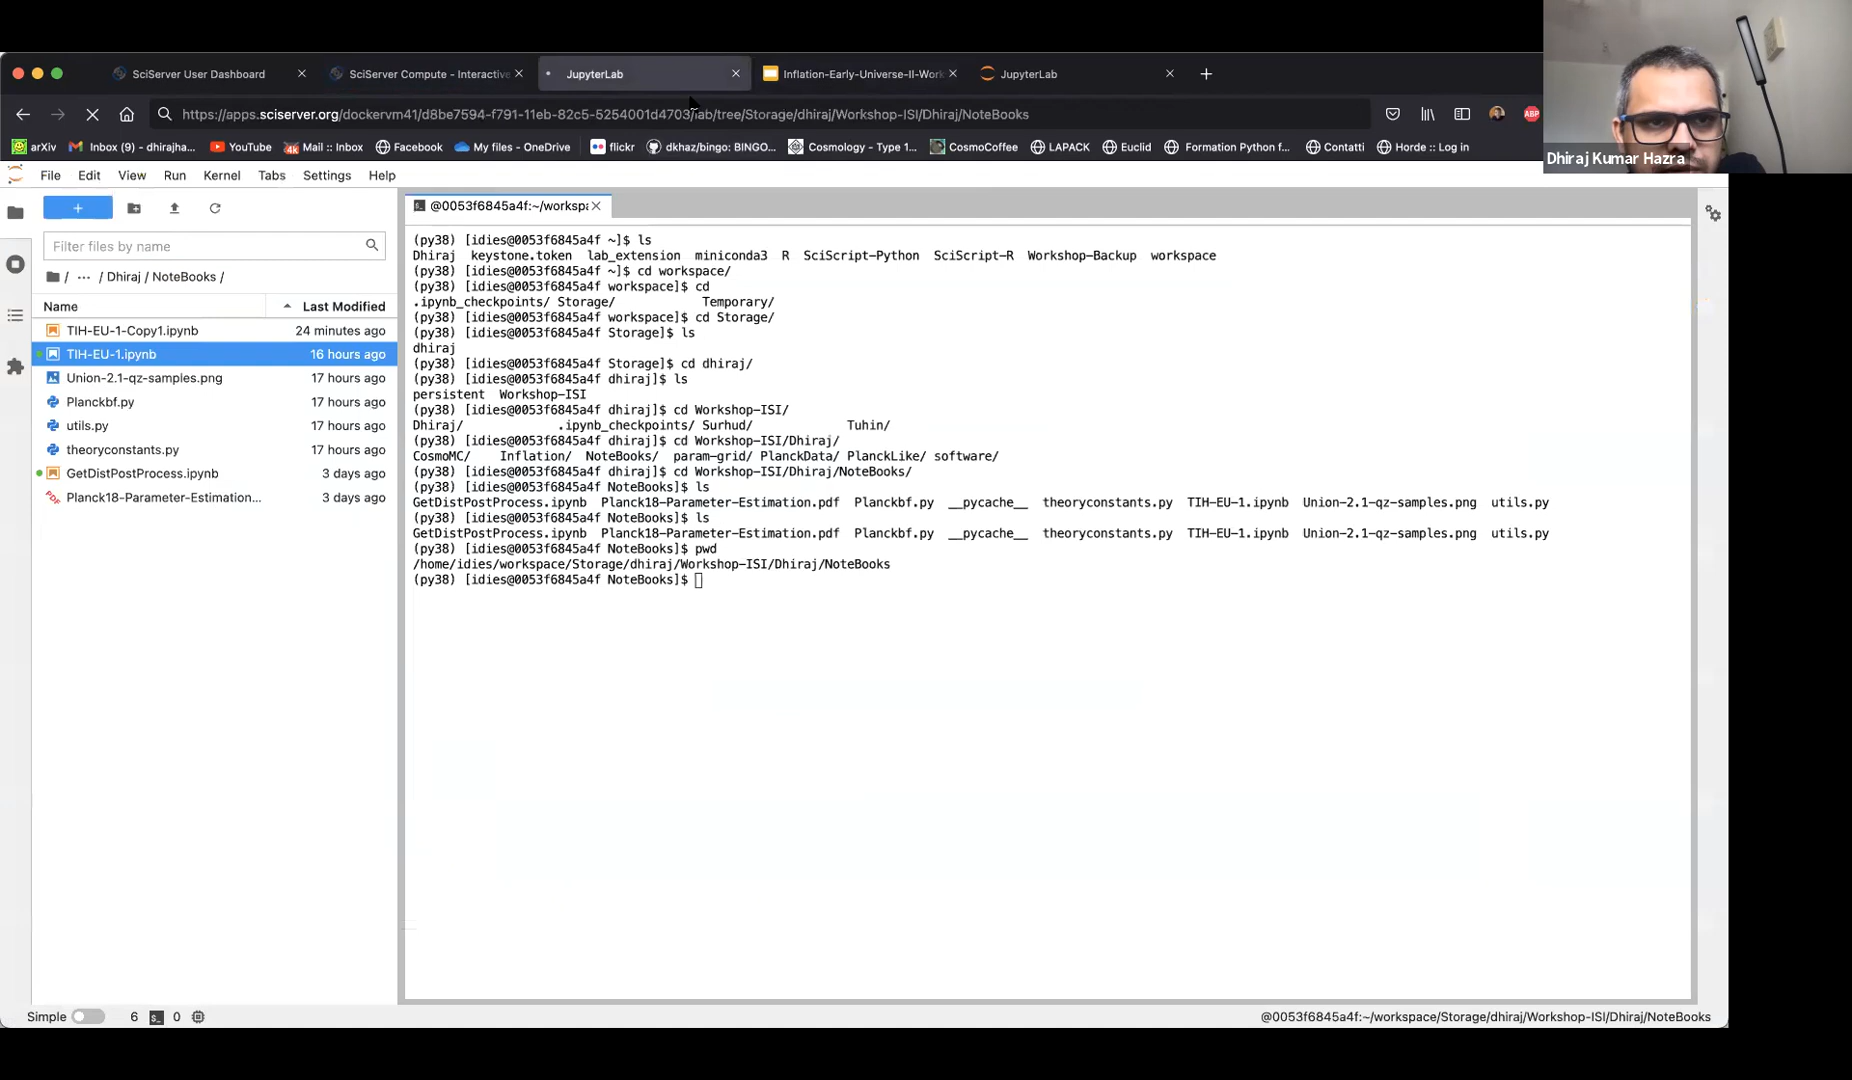 SciServer User Dashboard
SciServer Compute - Interactive
JupyterLab
Inflation-Early-Universe-II-Work
JupyterLab
https://apps.sciserver.org/dockervm41/d8be7594-f791-11eb-82c5-5254001d4703/lab/tree/Storage/dhiraj/Workshop-ISI/Dhiraj/NoteBooks
ABP
Dhiraj Kumar Hazra
arXiv
Inbox (9) - dhirajha...
YouTube
4K
Mail :: Inbox
Facebook
My files - OneDrive
flickr
dkhaz/bingo: BINGO...
Cosmology - Type 1...
CosmoCoffee
LAPACK
Euclid
Formation Python f...
Contatti
Horde :: Log in
File Edit View Run Kernel Tabs Settings Help
+
Filter files by name
/ ··· / Dhiraj / NoteBooks /
Name Last Modified
TIH-EU-1-Copy1.ipynb 24 minutes ago
TIH-EU-1.ipynb 16 hours ago
Union-2.1-qz-samples.png 17 hours ago
Planckbf.py 17 hours ago
utils.py 17 hours ago
theoryconstants.py 17 hours ago
GetDistPostProcess.ipynb 3 days ago
Planck18-Parameter-Estimation... 3 days ago
@0053f6845a4f:~/workspa
(py38) [idies@0053f6845a4f ~]$ ls
Dhiraj keystone.token lab_extension miniconda3 R SciScript-Python SciScript-R Workshop-Backup workspace
(py38) [idies@0053f6845a4f ~]$ cd workspace/
(py38) [idies@0053f6845a4f workspace]$ cd
.ipynb_checkpoints/ Storage/ Temporary/
(py38) [idies@0053f6845a4f workspace]$ cd Storage/
(py38) [idies@0053f6845a4f Storage]$ ls
dhiraj
(py38) [idies@0053f6845a4f Storage]$ cd dhiraj/
(py38) [idies@0053f6845a4f dhiraj]$ ls
persistent Workshop-ISI
(py38) [idies@0053f6845a4f dhiraj]$ cd Workshop-ISI/
Dhiraj/ .ipynb_checkpoints/ Surhud/ Tuhin/
(py38) [idies@0053f6845a4f dhiraj]$ cd Workshop-ISI/Dhiraj/
CosmoMC/ Inflation/ NoteBooks/ param-grid/ PlanckData/ PlanckLike/ software/
(py38) [idies@0053f6845a4f dhiraj]$ cd Workshop-ISI/Dhiraj/NoteBooks/
(py38) [idies@0053f6845a4f NoteBooks]$ ls
GetDistPostProcess.ipynb Planck18-Parameter-Estimation.pdf Planckbf.py __pycache__ theoryconstants.py TIH-EU-1.ipynb Union-2.1-qz-samples.png utils.py
(py38) [idies@0053f6845a4f NoteBooks]$ ls
GetDistPostProcess.ipynb Planck18-Parameter-Estimation.pdf Planckbf.py __pycache__ theoryconstants.py TIH-EU-1.ipynb Union-2.1-qz-samples.png utils.py
(py38) [idies@0053f6845a4f NoteBooks]$ pwd
/home/idies/workspace/Storage/dhiraj/Workshop-ISI/Dhiraj/NoteBooks
(py38) [idies@0053f6845a4f NoteBooks]$
Simple 6 $_ 0
@0053f6845a4f:~/workspace/Storage/dhiraj/Workshop-ISI/Dhiraj/NoteBooks